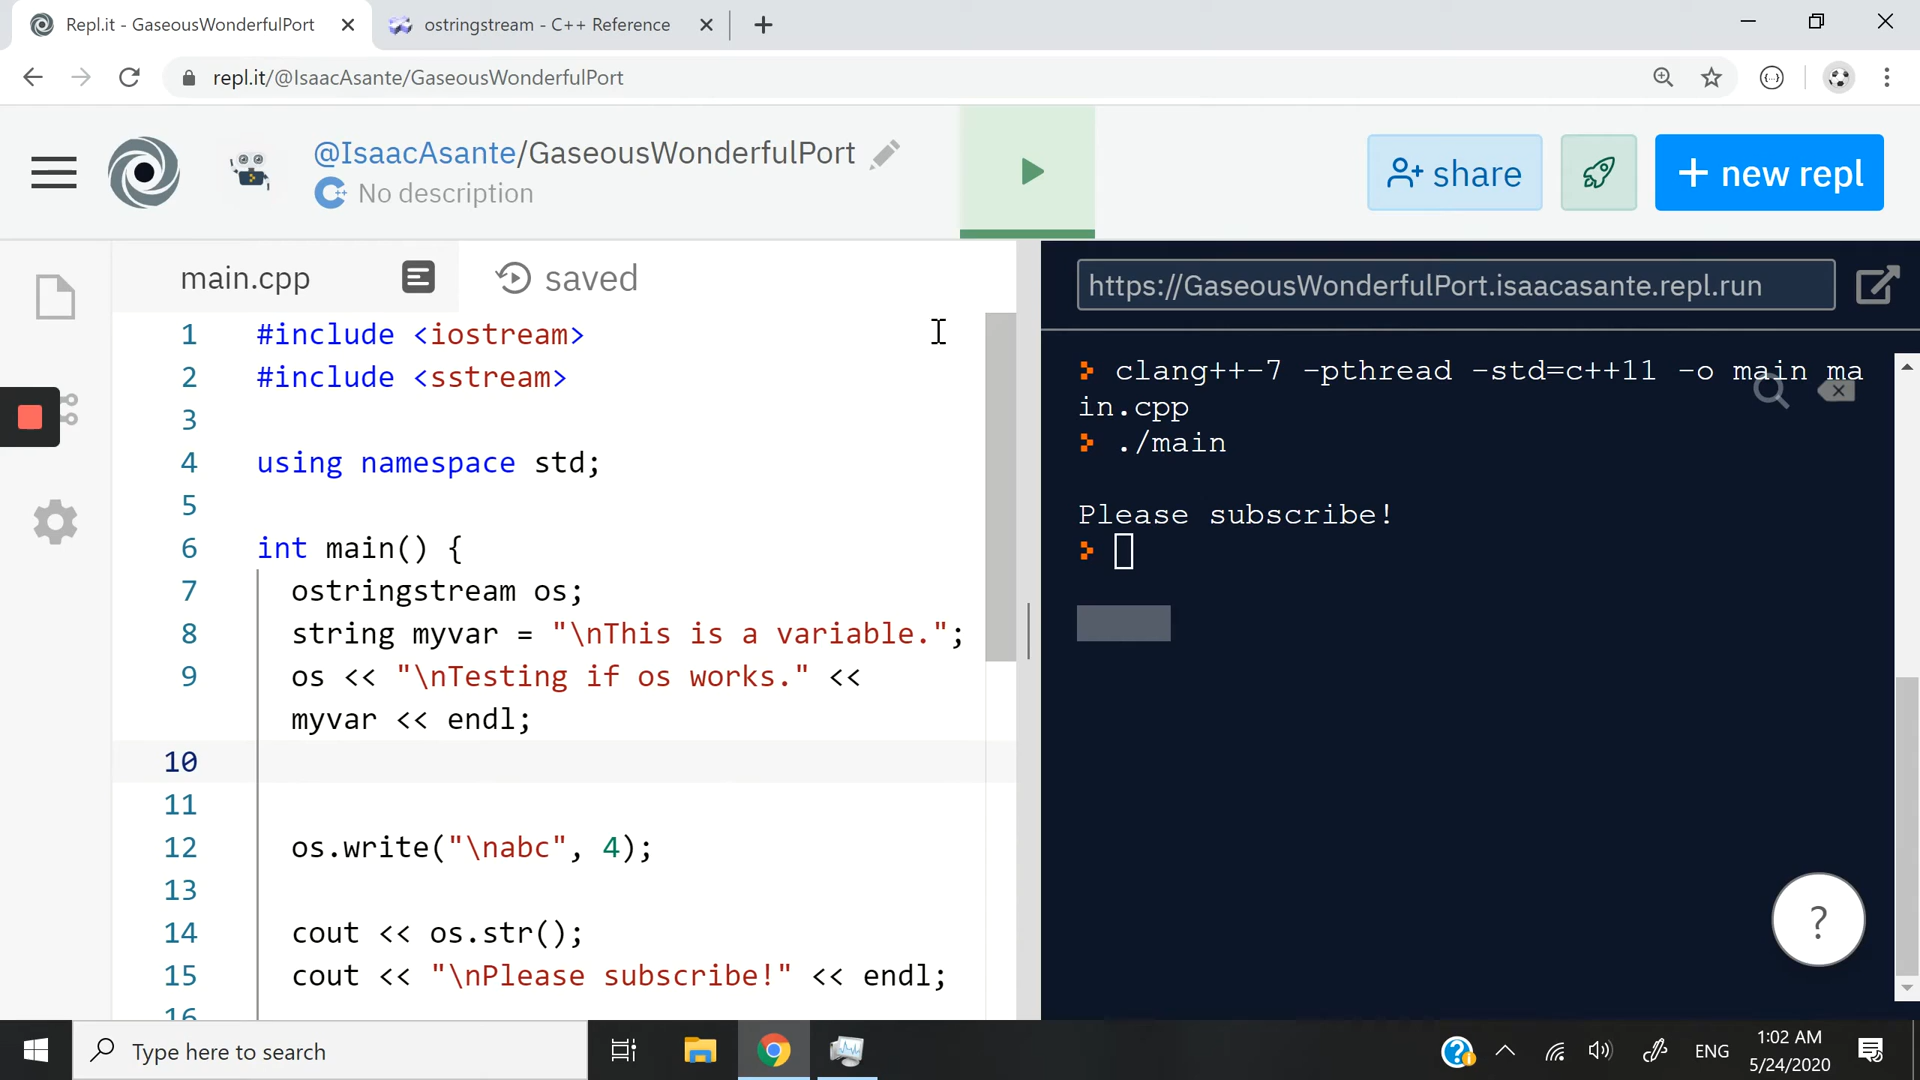 Repl.it - GaseousWonderfulPort
ostringstream - C++ Reference
repl.it/@IsaacAsante/GaseousWonderfulPort
@IsaacAsante/GaseousWonderfulPort
No description
share
+ new repl
main.cpp
saved
https://GaseousWonderfulPort.isaacasante.repl.run
1 #include <iostream>
2 #include <sstream>
3
4 using namespace std;
5
6 int main() {
7 ostringstream os;
8 string myvar = "\nThis is a variable.";
9 os << "\nTesting if os works." <<
myvar << endl;
10
11
12 os.write("\nabc", 4);
13
14 cout << os.str();
15 cout << "\nPlease subscribe!" << endl;
16
clang++-7 -pthread -std=c++11 -o main ma
in.cpp
./main
Please subscribe!
?
Type here to search
ENG
1:02 AM
5/24/2020